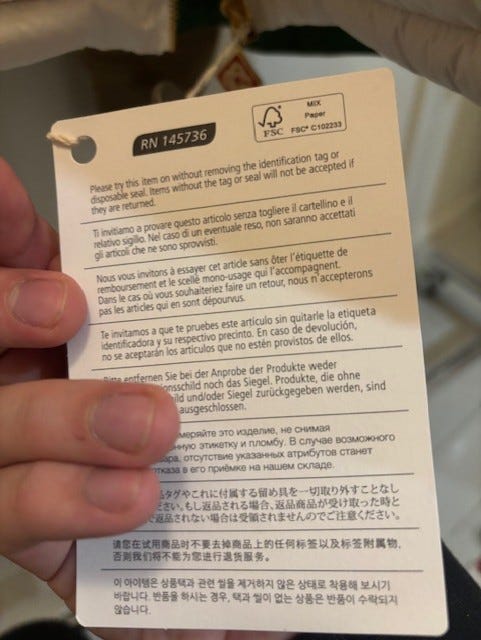 RN 145736
FSC
MIX
Paper
FSC® C102233
Please try this item on without removing the identification tag or
disposable seal. Items without the tag or seal will not be accepted if
they are returned.
Ti invitiamo a provare questo articolo senza togliere il cartellino e il
relativo sigillo. Nel caso di un eventuale reso, non saranno accettati
gli articoli che ne sono sprovvisti.
Nous vous invitons à essayer cet article sans ôter l'étiquette de
remboursement et le scellé mono-usage qui l'accompagnent.
Dans le cas où vous souhaiteriez faire un retour, nous n'accepterons
pas les articles qui en sont dépourvus.
Te invitamos a que te pruebes este artículo sin quitarle la etiqueta
identificadora y su respectivo precinto. En caso de devolución,
no se aceptarán los artículos que no estén provistos de ellos.
Bitte entfernen Sie bei der Anprobe der Produkte weder
onsschild noch das Siegel. Produkte, die ohne
ild und/oder Siegel zurückgegeben werden, sind
ausgeschlossen.
меряйте это изделие, не снимая
нную этикетку и пломбу. В случае возможного
ара, отсутствие указанных атрибутов станет
отказа в его приёмке на нашем складе.
品タグやこれに付属する留め具を一切取り外すことなし
ください。もし返品される場合、返品商品が受け取った時と
で返品されない場合は受領されませんのでご注意ください。
请您在试用商品时不要去掉商品上的任何标签以及标签附属物,
否则我们将不能为您进行退货服务。
이 아이템은 상품택과 관련 씰을 제거하지 않은 상태로 착용해 보시기
바랍니다. 반품을 하시는 경우, 택과 씰이 없는 상품은 반품이 수락되지
않습니다.